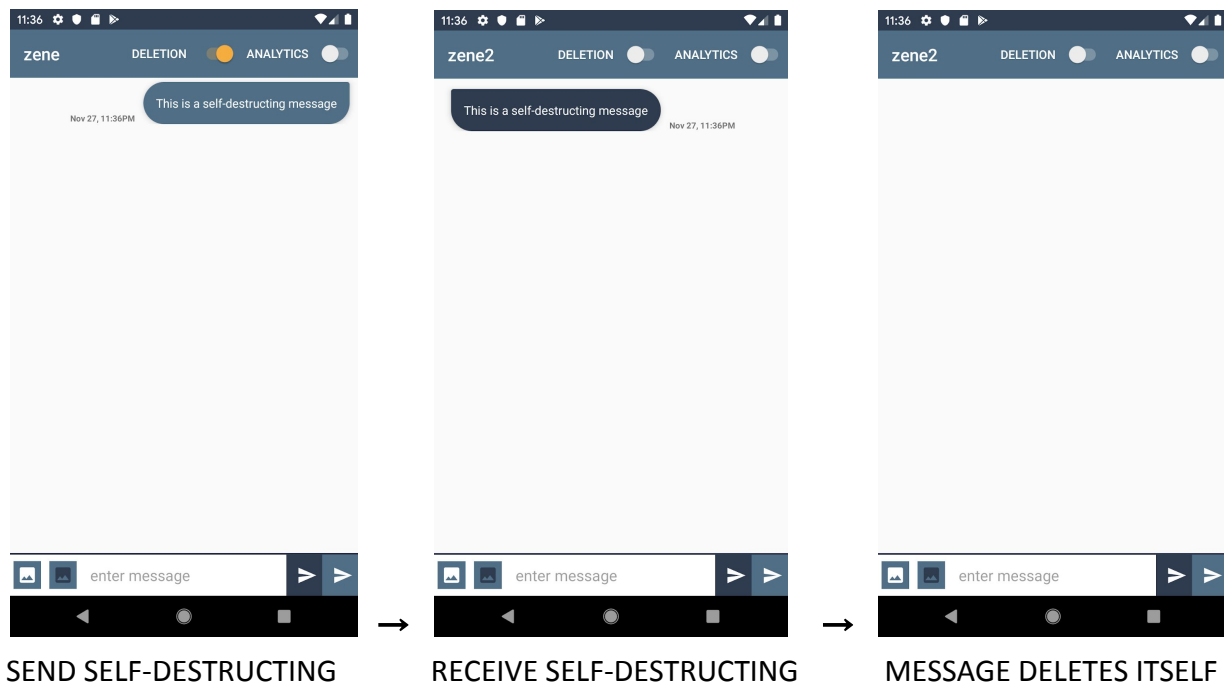 11:36
zene DELETION ANALYTICS
This is a self-destructing message
Nov 27, 11:36PM
enter message
SEND SELF-DESTRUCTING
11:36
zene2 DELETION ANALYTICS
This is a self-destructing message
Nov 27, 11:36PM
enter message
RECEIVE SELF-DESTRUCTING
11:36
zene2 DELETION ANALYTICS
enter message
MESSAGE DELETES ITSELF